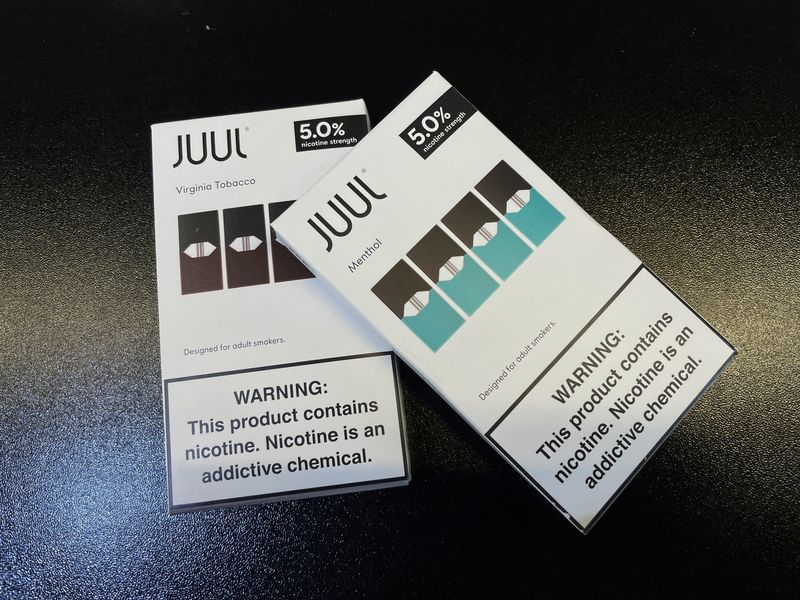 JUUL
5.0%
nicotine strength
Virginia Tobacco
Designed for adult smokers.
WARNING:
This product contains
nicotine. Nicotine is an
addictive chemical.
5.0%
nicotine strength
JUUL
Menthol
Designed for adult smokers.
WARNING:
This product contains
nicotine. Nicotine is an
addictive chemical.